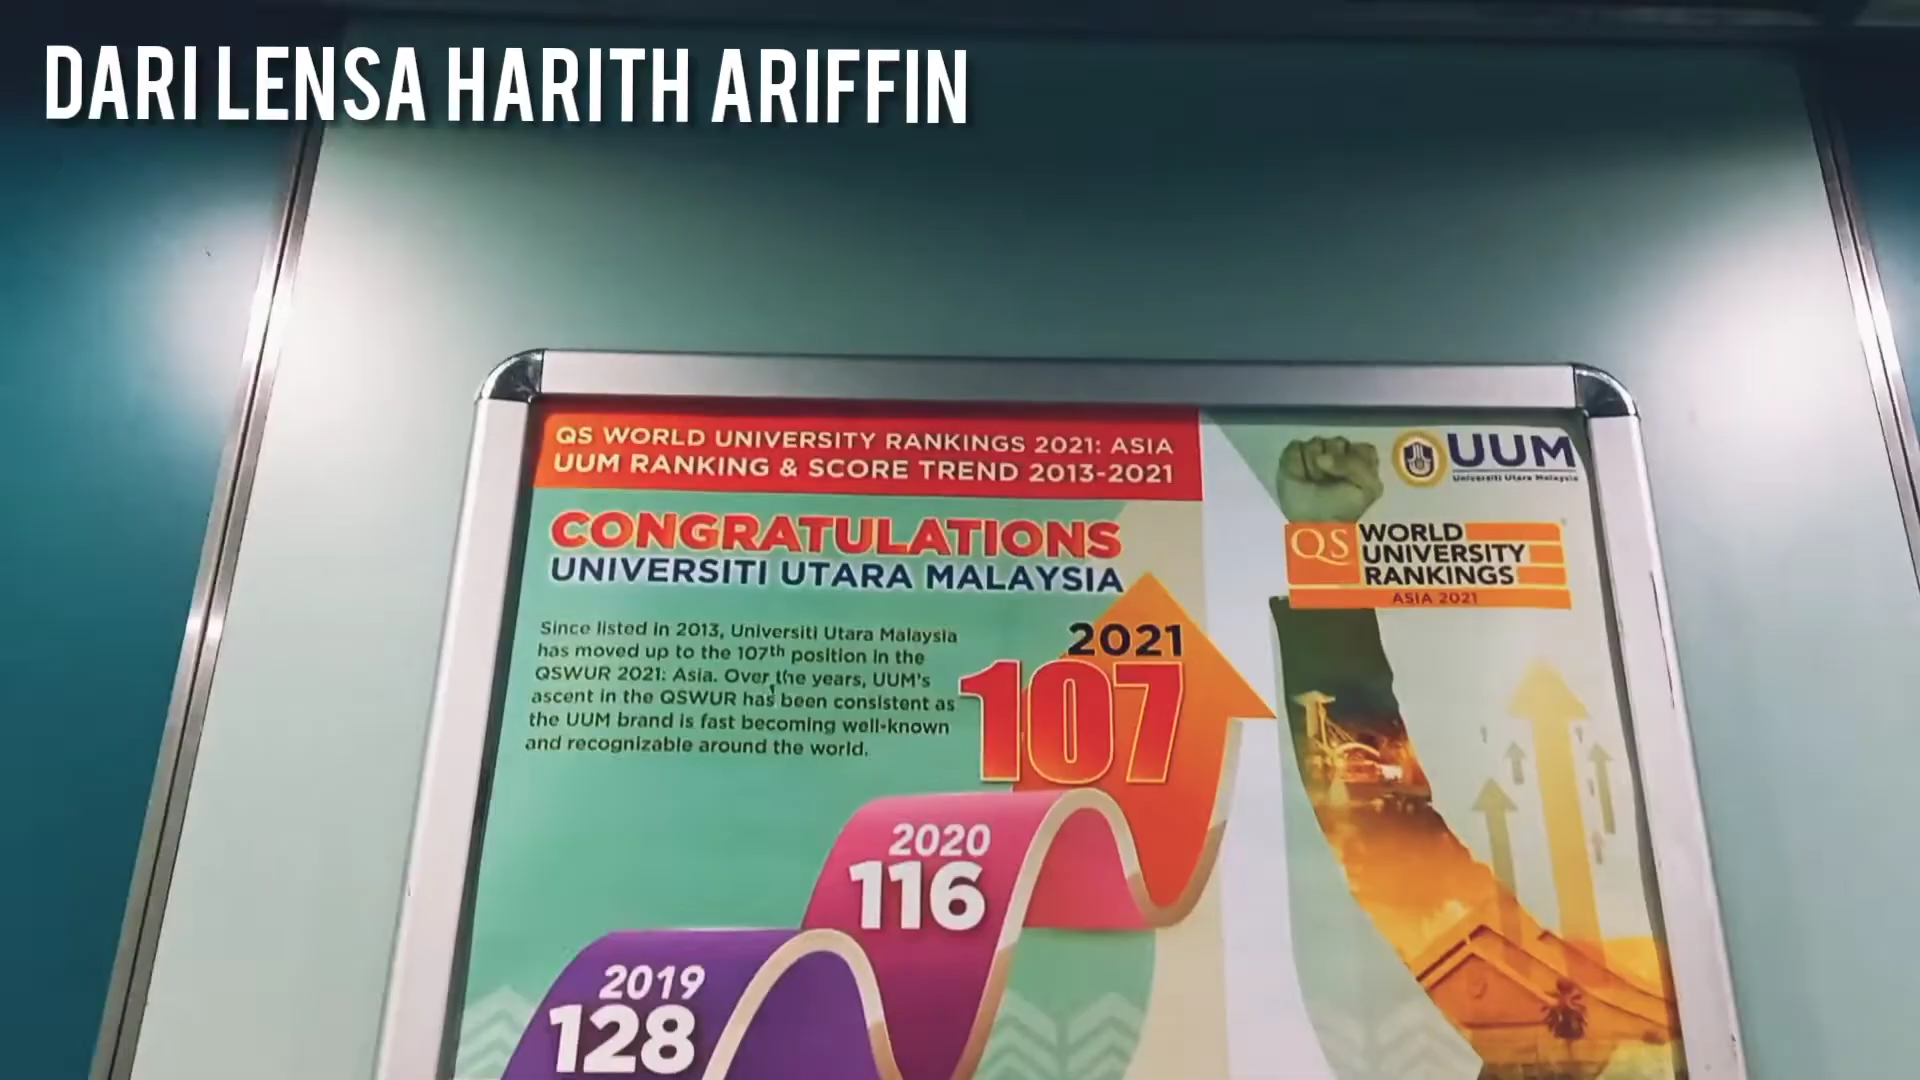 DARI LENSA HARITH ARIFFIN
QS WORLD UNIVERSITY RANKINGS 2021: ASIA
UUM RANKING & SCORE TREND 2013-2021
UUM
Universiti Utara Malaysia
CONGRATULATIONS
UNIVERSITI UTARA MALAYSIA
QS WORLD
UNIVERSITY
RANKINGS
ASIA 2021
Since listed in 2013, Universiti Utara Malaysia
has moved up to the 107th position in the
QSWUR 2021: Asia. Over the years, UUM's
ascent in the QSWUR has been consistent as
the UUM brand is fast becoming well-known
and recognizable around the world.
2021
107
2020
116
2019
128